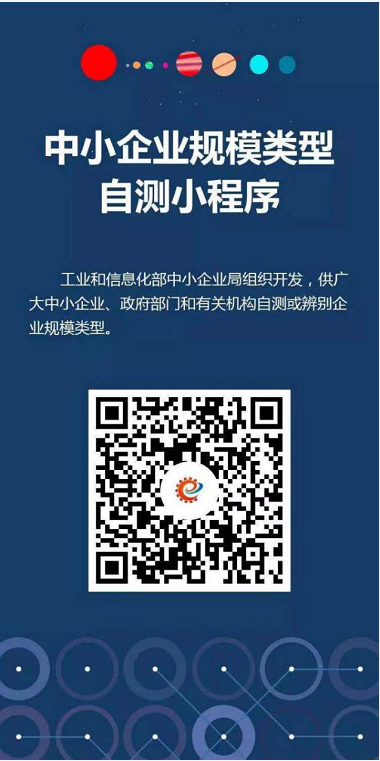 中小企业规模类型
自测小程序
工业和信息化部中小企业局组织开发，供广
大中小企业、政府部门和有关机构自测或辨别企
业规模类型。